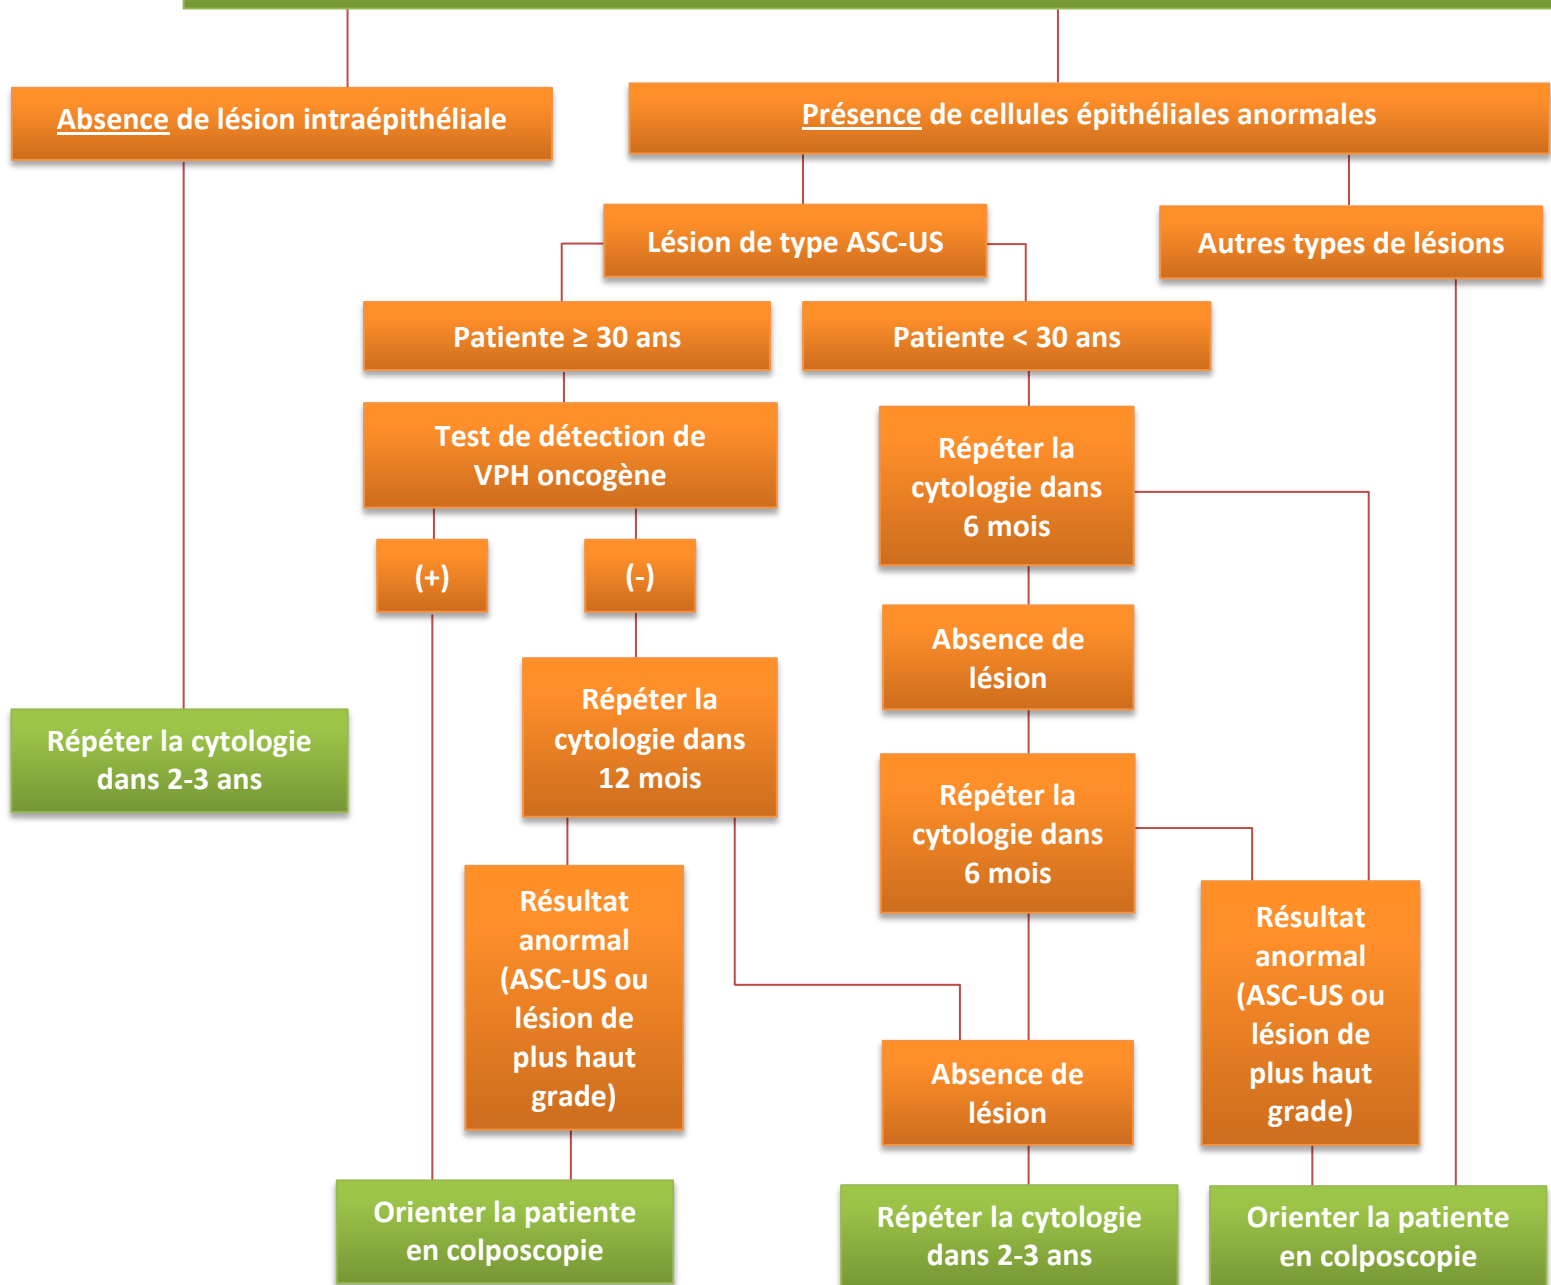 Absence de lésion intraépithéliale
Présence de cellules épithéliales anormales
Lésion de type ASC-US
Autres types de lésions
Patiente ≥ 30 ans
Patiente < 30 ans
Test de détection de
VPH oncogène
Répéter la
cytologie dans
6 mois
(+)
(-)
Absence de
lésion
Répéter la
cytologie dans
12 mois
Répéter la cytologie
dans 2-3 ans
Répéter la
cytologie dans
6 mois
Résultat
anormal
(ASC-US ou
lésion de
plus haut
grade)
Résultat
anormal
(ASC-US ou
lésion de
plus haut
grade)
Absence de
lésion
Orienter la patiente
en colposcopie
Répéter la cytologie
dans 2-3 ans
Orienter la patiente
en colposcopie